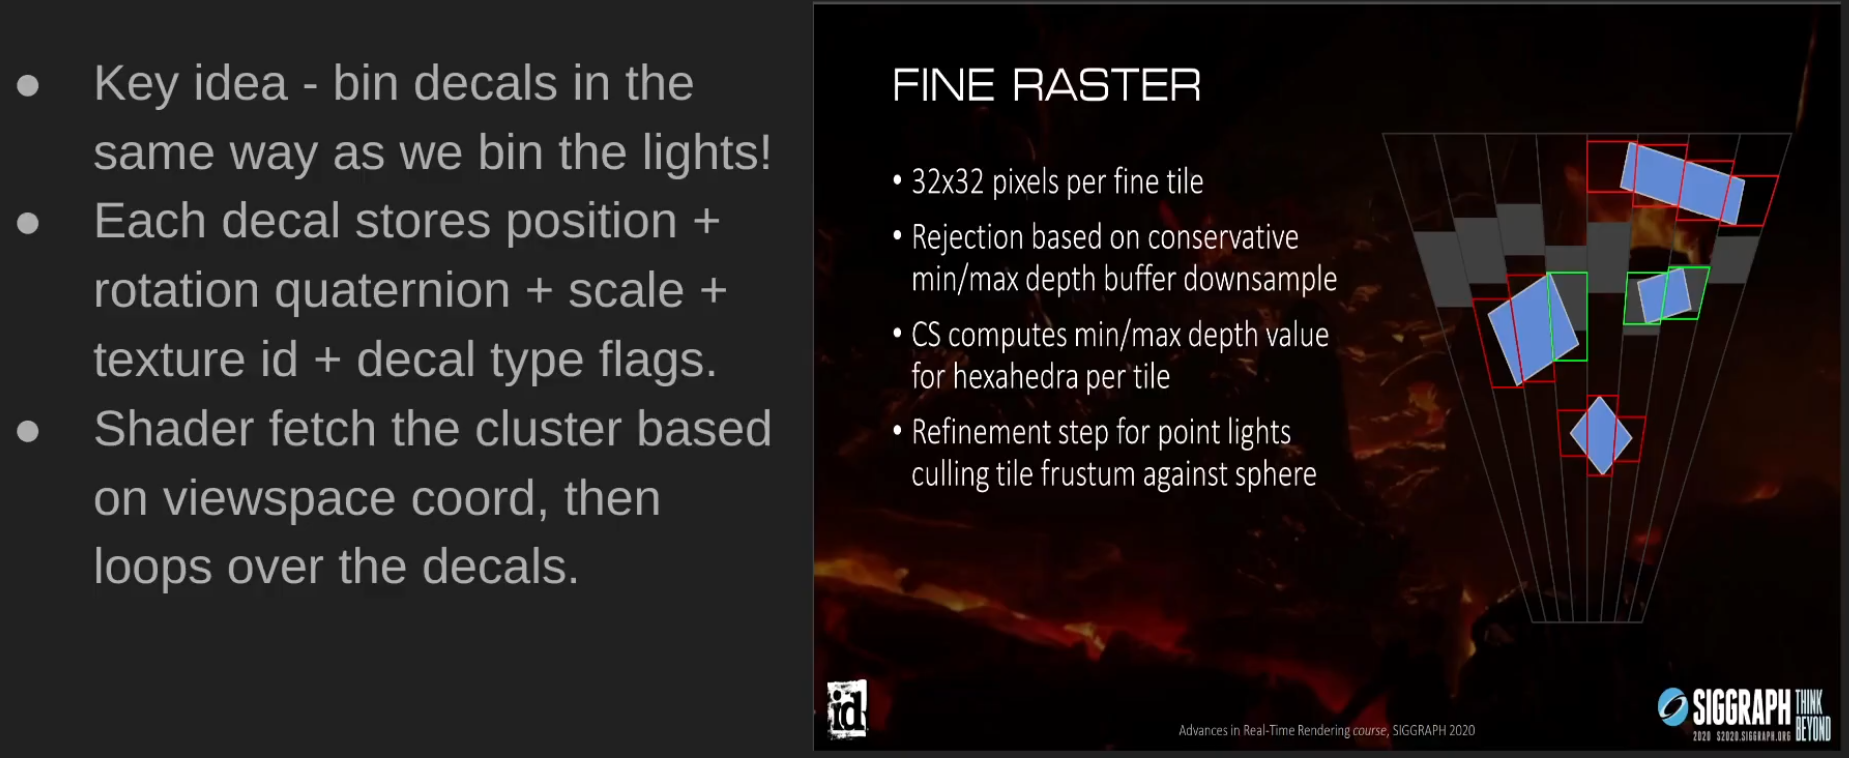 ● Key idea - bin decals in the
same way as we bin the lights!
● Each decal stores position +
rotation quaternion + scale +
texture id + decal type flags.
● Shader fetch the cluster based
on viewspace coord, then
loops over the decals.
FINE RASTER
• 32x32 pixels per fine tile
• Rejection based on conservative
min/max depth buffer downsample
• CS computes min/max depth value
for hexahedra per tile
• Refinement step for point lights
culling tile frustum against sphere
id
Advances in Real-Time Rendering course, SIGGRAPH 2020
SIGGRAPH THINK
2020 S2020.SIGGRAPH.ORG BEYOND